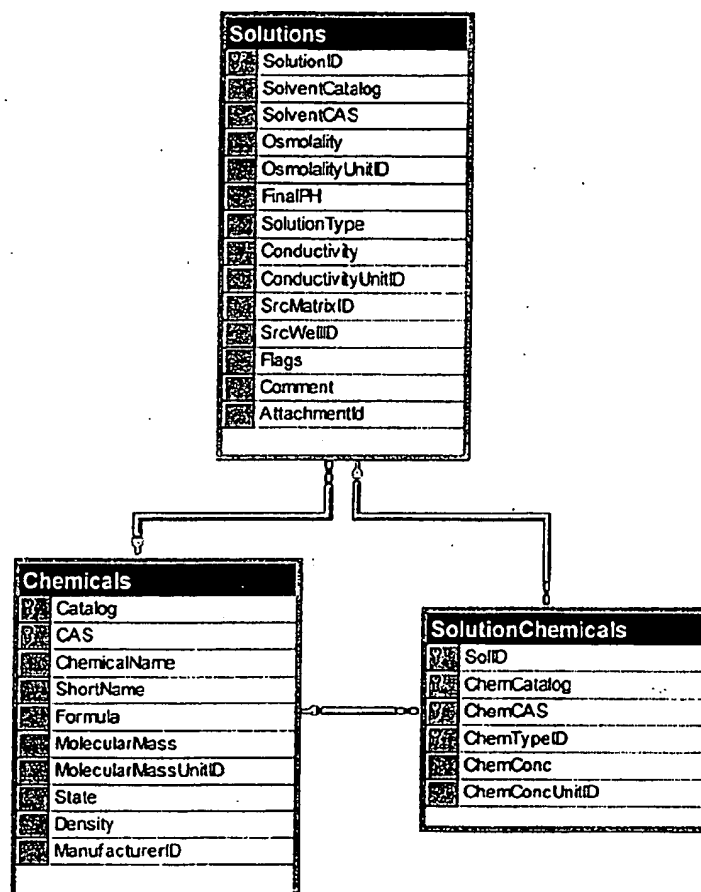 Solutions
SolutionID
SolventCatalog
SolventCAS
Osmolality
OsmolalityUnitID
FinalPH
SolutionType
Conductivity
ConductivityUnitID
SrcMatrixID
SrcWellID
Flags
Comment
AttachmentId
Chemicals
Catalog
CAS
ChemicalName
ShortName
Formula
MolecularMass
MolecularMassUnitID
State
Density
ManufacturerID
SolutionChemicals
SolID
ChemCatalog
ChemCAS
ChemTypeID
ChemConc
ChemConcUnitID